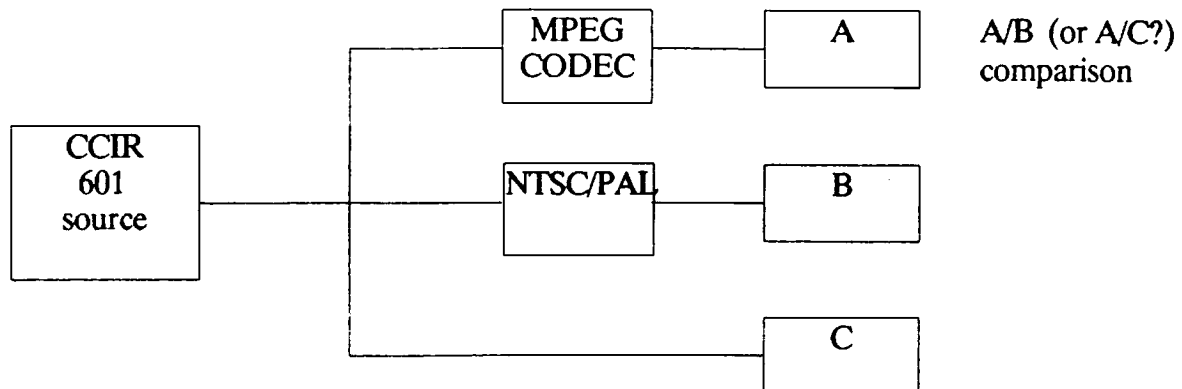 MPEG
CODEC
A
A/B (or A/C?)
comparison
CCIR
601
source
NTSC/PAL
B
C